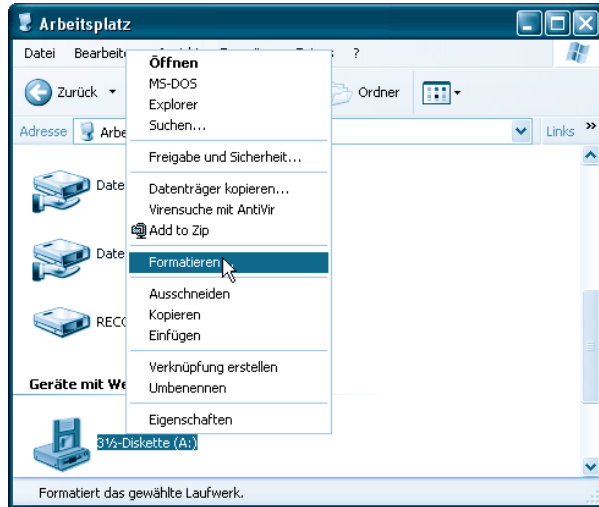 Arbeitsplatz
Datei Bearbeite ?
Zurück Ordner
Adresse Arbe Links »
Öffnen
MS-DOS
Explorer
Suchen...
Freigabe und Sicherheit...
Datenträger kopieren...
Virensuche mit AntiVir
Add to Zip
Formatieren
Ausschneiden
Kopieren
Einfügen
Verknüpfung erstellen
Umbenennen
Eigenschaften
Date
Date
RECO
Geräte mit We
3½-Diskette (A:)
Formatiert das gewählte Laufwerk.